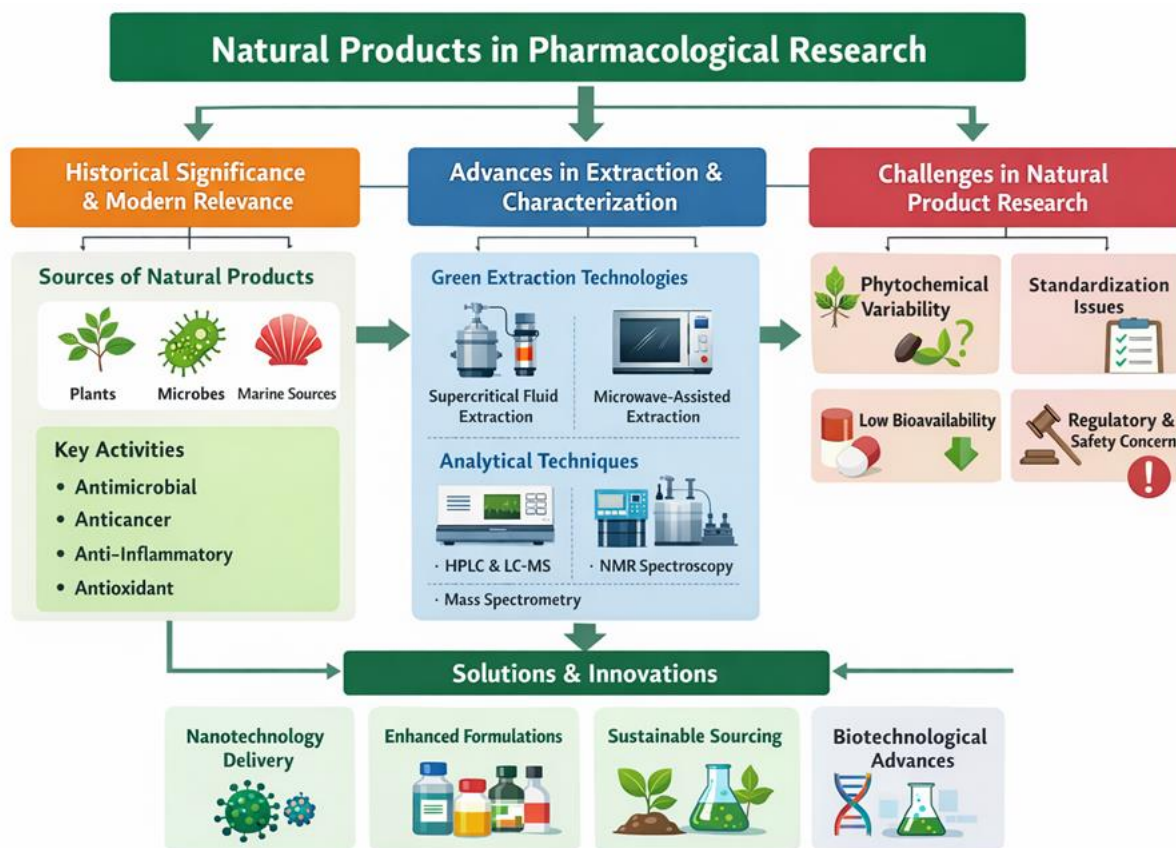 Natural Products in Pharmacological Research
Historical Significance
& Modern Relevance
Advances in Extraction &
Characterization
Challenges in Natural
Product Research
Sources of Natural Products
Plants
Microbes
Marine Sources
Key Activities
• Antimicrobial
• Anticancer
• Anti-Inflammatory
• Antioxidant
Green Extraction Technologies
Supercritical Fluid
Extraction
Microwave-Assisted
Extraction
Analytical Techniques
· HPLC & LC-MS
· NMR Spectroscopy
· Mass Spectrometry
Phytochemical
Variability
?
Standardization
Issues
Low Bioavailability
Regulatory &
Safety Concern
!
Solutions & Innovations
Nanotechnology
Delivery
Enhanced Formulations
Sustainable Sourcing
Biotechnological
Advances